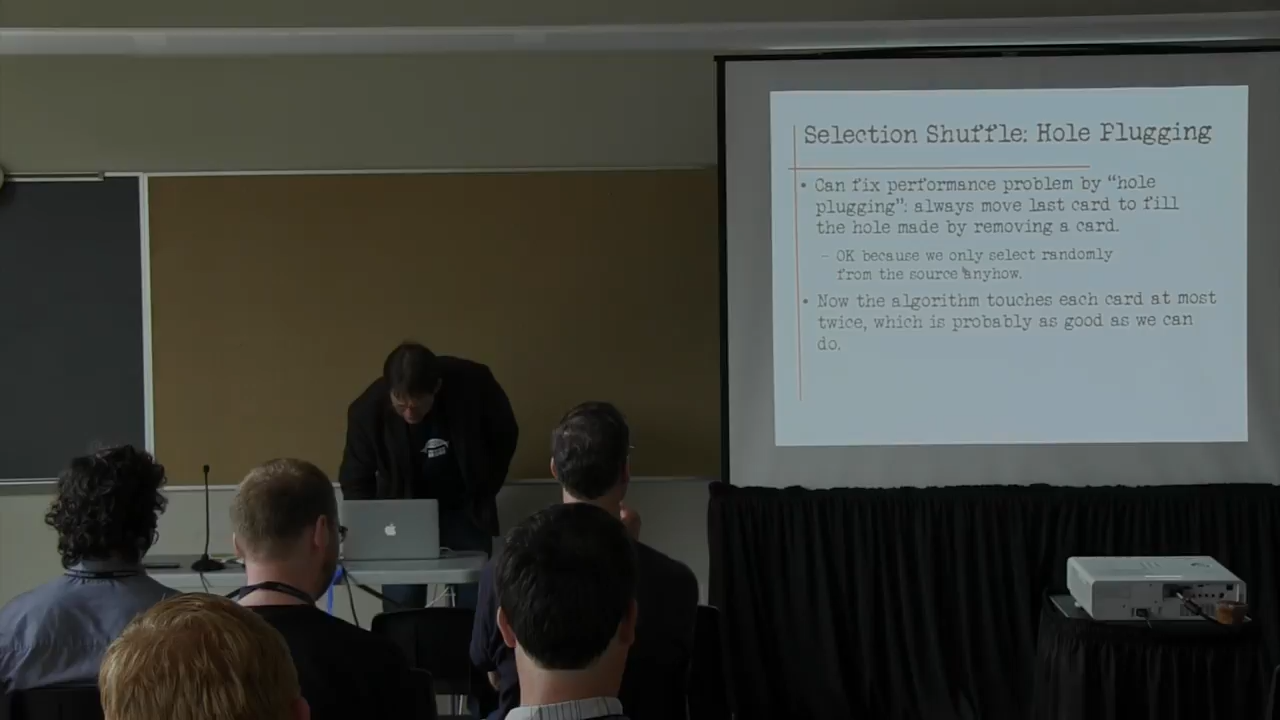 Selection Shuffle: Hole Plugging
• Can fix performance problem by “hole
plugging”: always move last card to fill
the hole made by removing a card.
– OK because we only select randomly
from the source anyhow.
• Now the algorithm touches each card at most
twice, which is probably as good as we can
do.